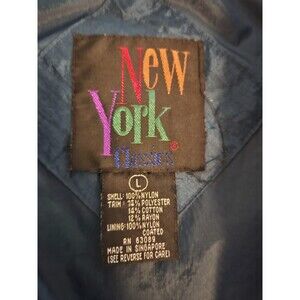 New
York
Classics®
L
SHELL: 100% NYLON
TRIM: 74% POLYESTER
14% COTTON
12% RAYON
LINING: 100% NYLON
COATED
RN 63089
MADE IN SINGAPORE
(SEE REVERSE FOR CARE)